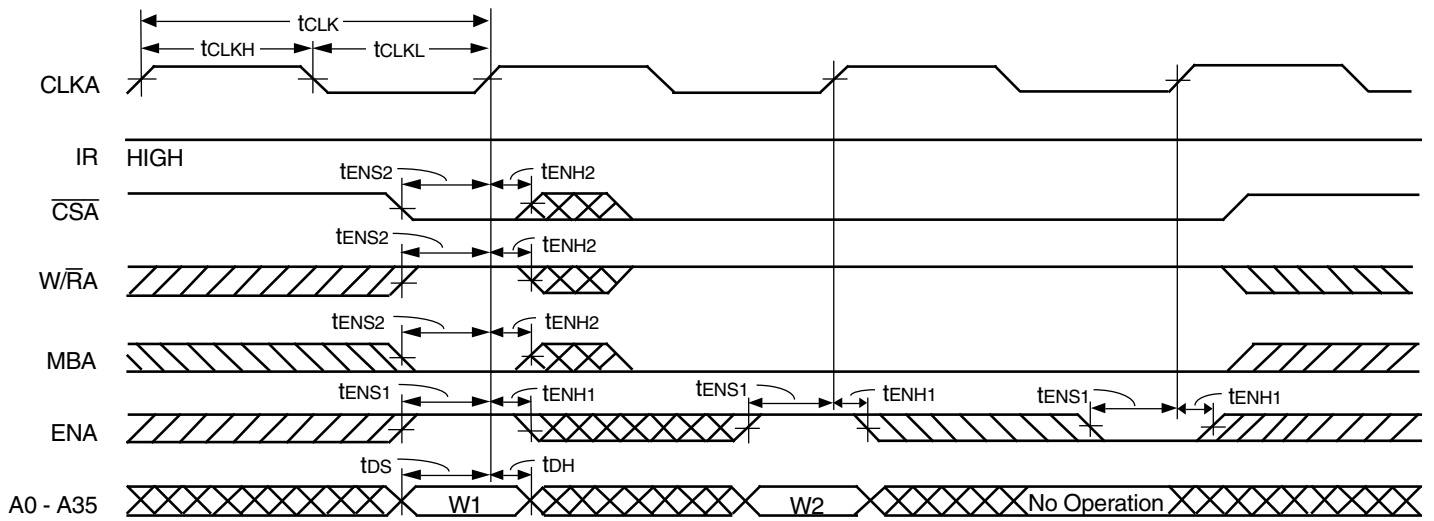 tCLK
tCLKH tCLKL
CLKA
IR HIGH
tENS2 tENH2
CSA
tENS2 tENH2
W/RA
tENS2 tENH2
MBA
tENS1 tENH1 tENS1 tENH1 tENS1 tENH1
ENA
tDS tDH
A0 - A35 W1 W2 No Operation